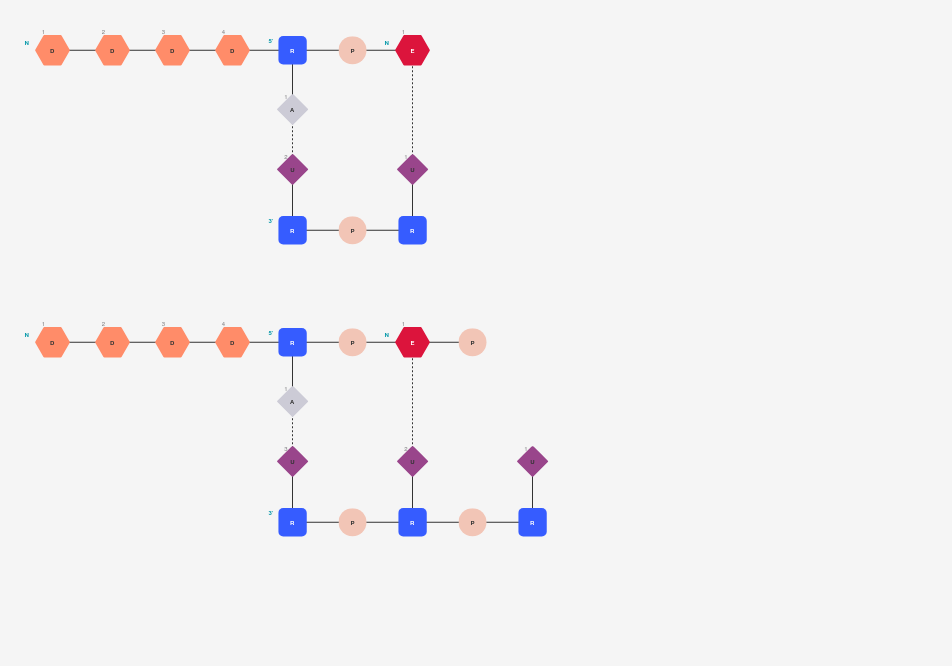 1 2 3 4 1
N D D D D 5' R P N E
1
A
2 1
U U
3' R P R
1 2 3 4 1
N D D D D 5' R P N E P
1
A
3 2 1
U U U
3' R P R P R